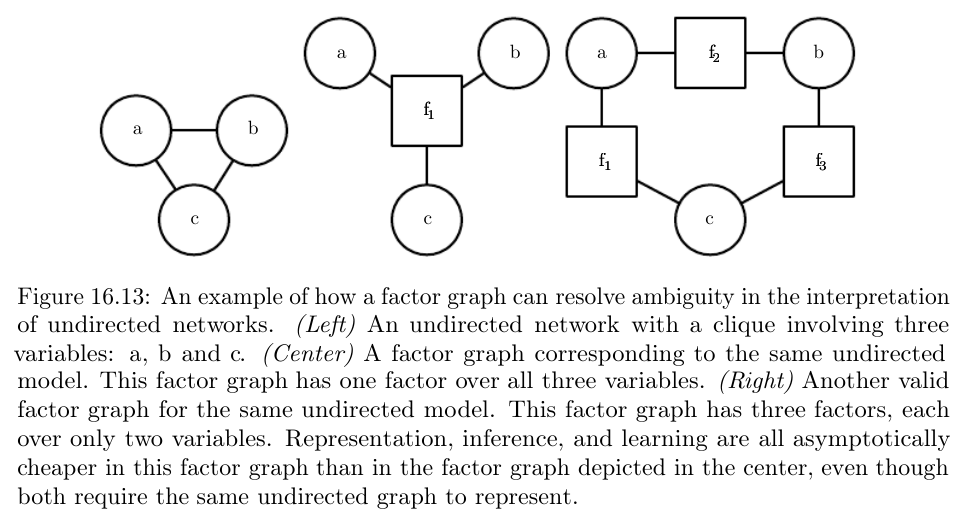 a b f2 b
a
f1
a b f1 f3
c c c
Figure 16.13: An example of how a factor graph can resolve ambiguity in the interpretation
of undirected networks. (Left) An undirected network with a clique involving three
variables: a, b and c. (Center) A factor graph corresponding to the same undirected
model. This factor graph has one factor over all three variables. (Right) Another valid
factor graph for the same undirected model. This factor graph has three factors, each
over only two variables. Representation, inference, and learning are all asymptotically
cheaper in this factor graph than in the factor graph depicted in the center, even though
both require the same undirected graph to represent.